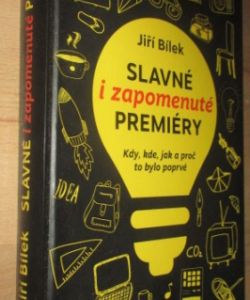 Jiří Bílek
SLAVNÉ
i zapomenuté
PREMIÉRY
Kdy, kde, jak a proč
to bylo poprvé
IDEA
Jiří Bílek SLAVNÉ i zapomenuté P